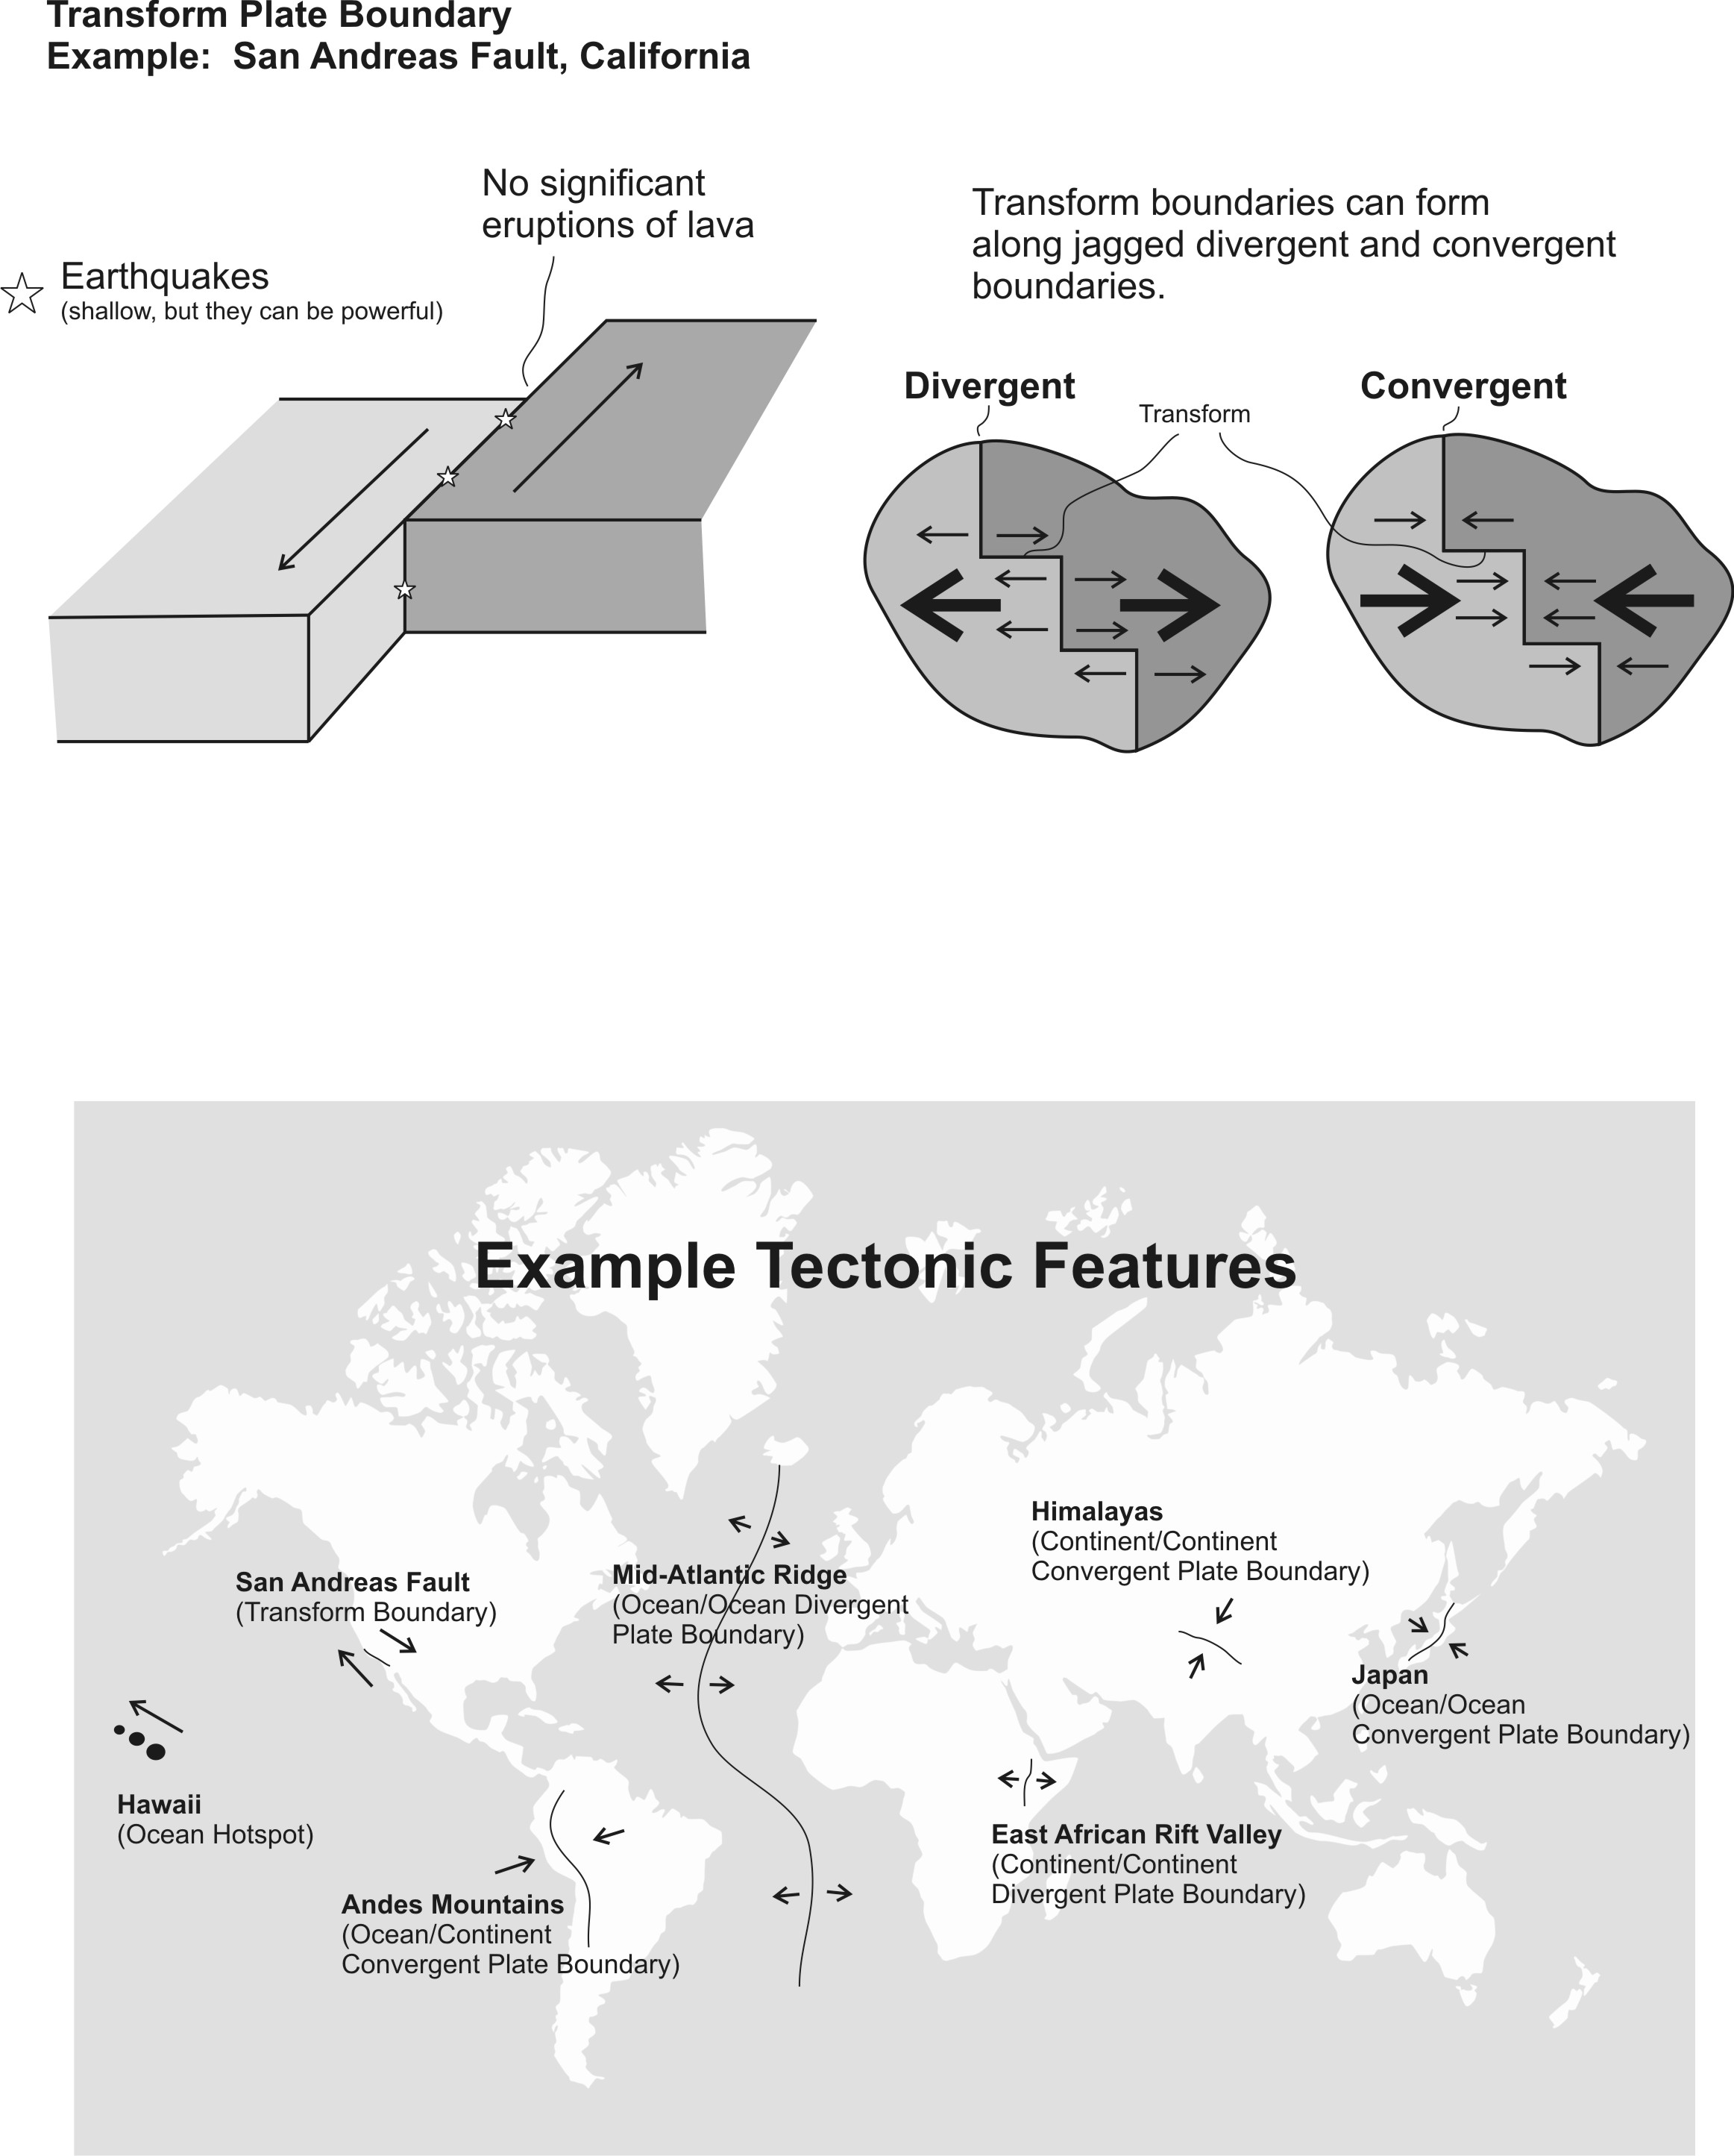 Transform Plate Boundary
Example:  San Andreas Fault, California
No significant
eruptions of lava
Earthquakes
(shallow, but they can be powerful)
Transform boundaries can form
along jagged divergent and convergent
boundaries.
Divergent
Transform
Convergent
Example Tectonic Features
San Andreas Fault
(Transform Boundary)
Mid-Atlantic Ridge
(Ocean/Ocean Divergent
Plate Boundary)
Himalayas
(Continent/Continent
Convergent Plate Boundary)
Japan
(Ocean/Ocean
Convergent Plate Boundary)
Hawaii
(Ocean Hotspot)
Andes Mountains
(Ocean/Continent
Convergent Plate Boundary)
East African Rift Valley
(Continent/Continent
Divergent Plate Boundary)